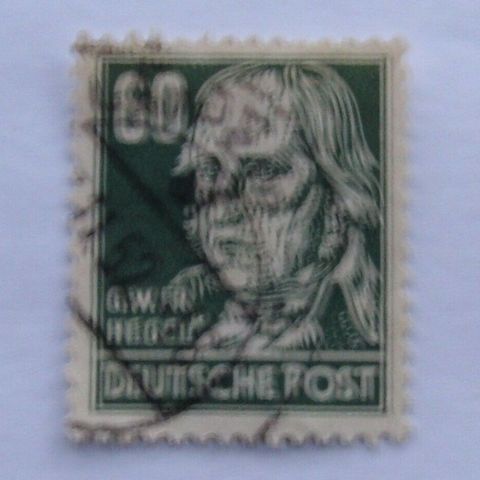 60
G.W.FR.
HEGEL
DEUTSCHE POST